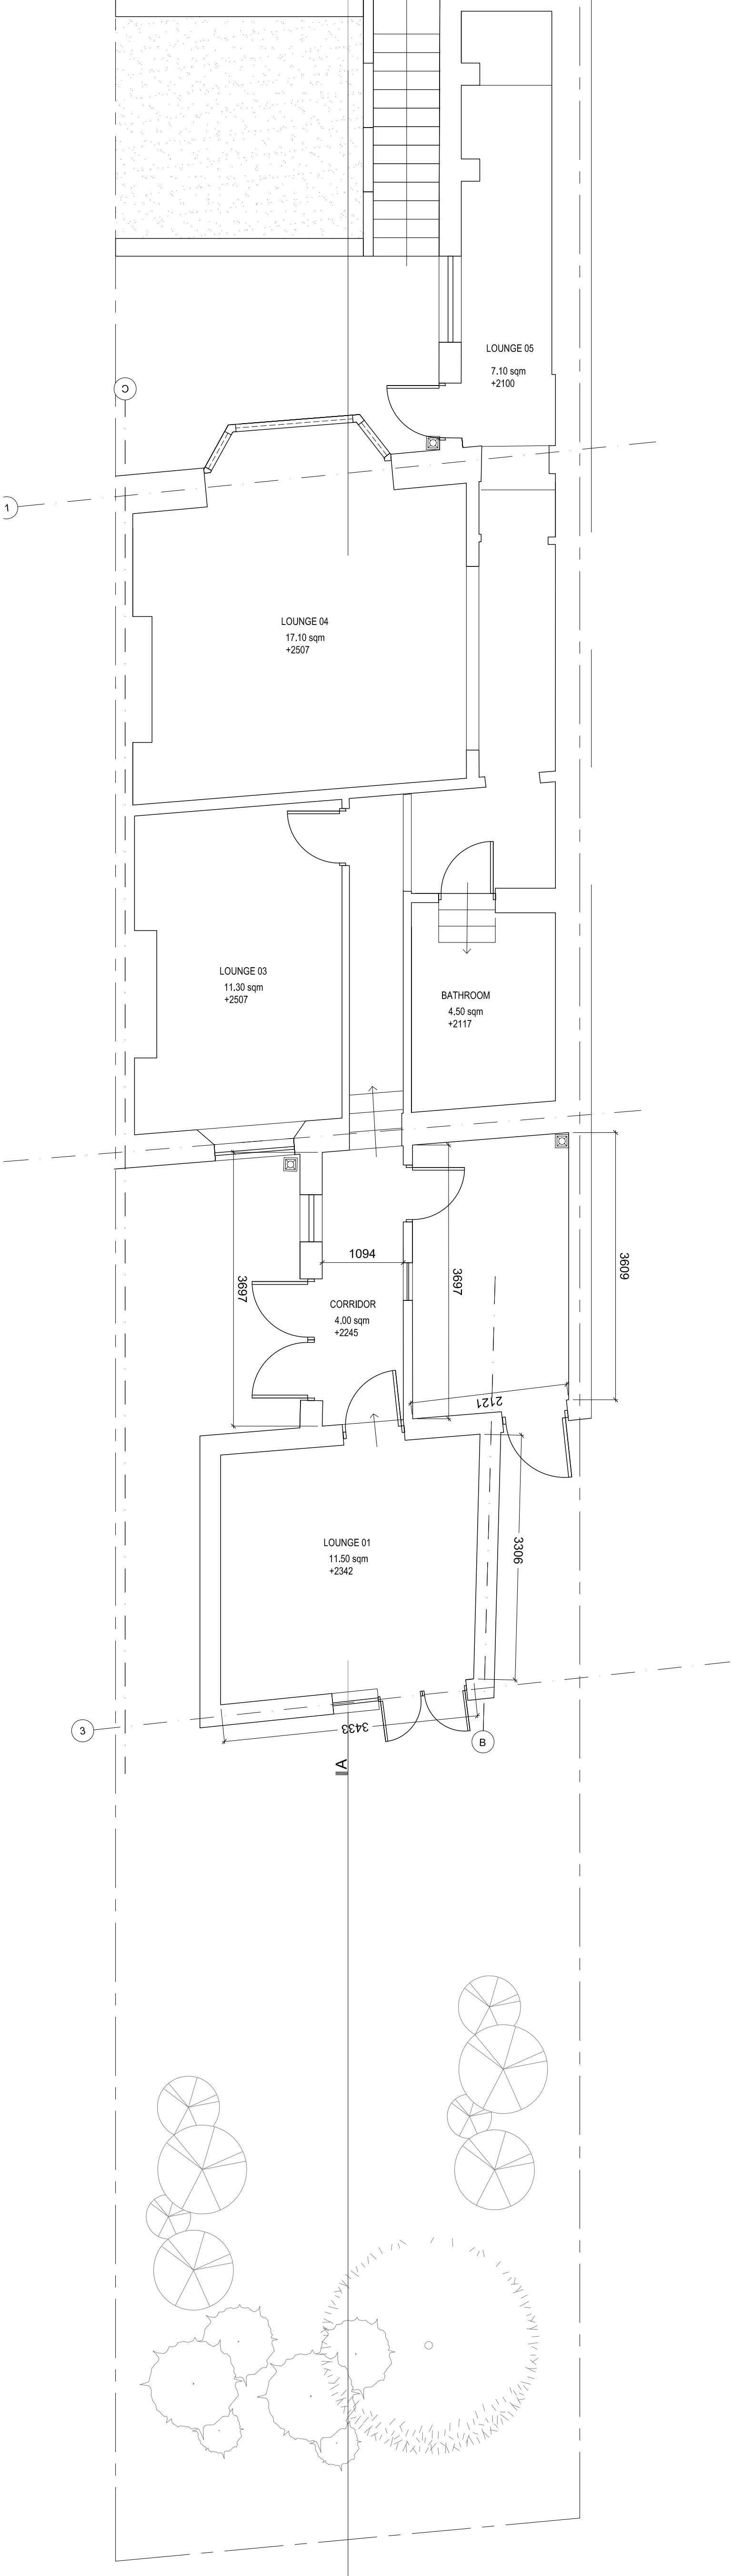 LOUNGE 05
7.10 sqm
+2100
C
1
LOUNGE 04
17.10 sqm
+2507
LOUNGE 03
11.30 sqm
+2507
BATHROOM
4.50 sqm
+2117
1094
3697
3697
3609
CORRIDOR
4.00 sqm
+2245
2121
LOUNGE 01
11.50 sqm
+2342
3306
3
3433
B
A